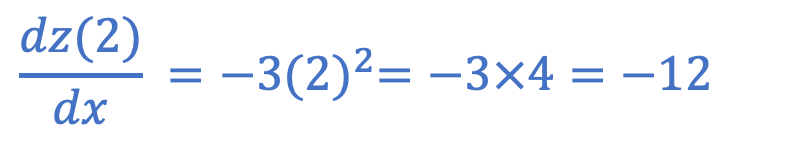 dz(2)/dx = −3(2)²= −3×4 = −12